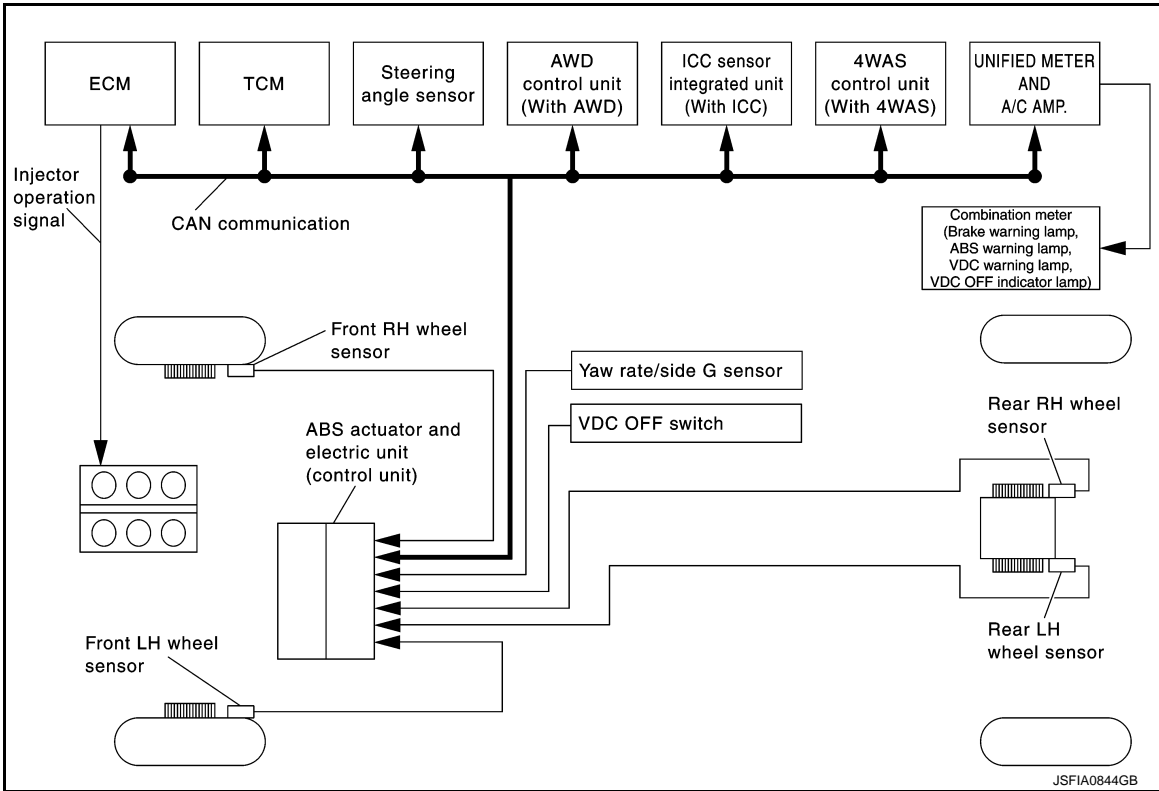 ECM
TCM
Steering
angle sensor
AWD
control unit
(With AWD)
ICC sensor
integrated unit
(With ICC)
4WAS
control unit
(With 4WAS)
UNIFIED METER
AND
A/C AMP.
Injector
operation
signal
CAN communication
Combination meter
(Brake warning lamp,
ABS warning lamp,
VDC warning lamp,
VDC OFF indicator lamp)
Front RH wheel
sensor
Yaw rate/side G sensor
VDC OFF switch
Rear RH wheel
sensor
ABS actuator and
electric unit
(control unit)
Front LH wheel
sensor
Rear LH
wheel sensor
JSFIA0844GB